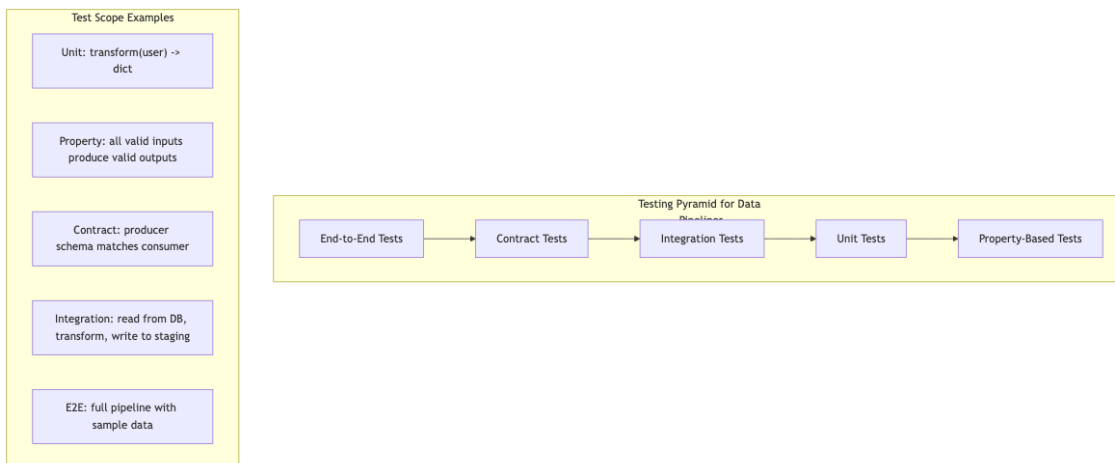 Test Scope Examples
Unit: transform(user) ->
dict
Property: all valid inputs
produce valid outputs
Contract: producer
schema matches consumer
Integration: read from DB,
transform, write to staging
E2E: full pipeline with
sample data
Testing Pyramid for Data
Pipelines
End-to-End Tests
Contract Tests
Integration Tests
Unit Tests
Property-Based Tests